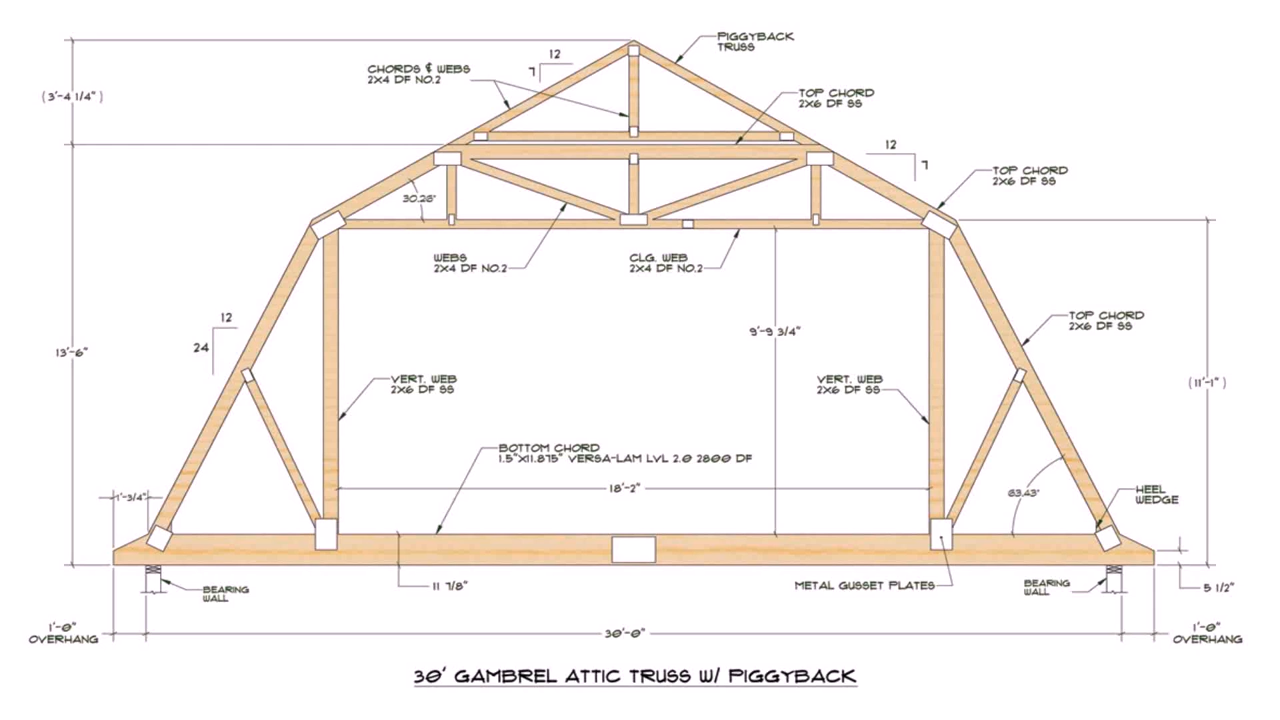 PIGGYBACK
TRUSS
12
7
CHORDS & WEBS
2X4 DF NO.2
(3'-4 1/4")
TOP CHORD
2X6 DF SS
12
7
TOP CHORD
2X6 DF SS
30.26°
WEBS
2X4 DF NO.2
CLG. WEB
2X4 DF NO.2
12
24
9'-9 3/4"
TOP CHORD
2X6 DF SS
13'-6"
(11'-1")
VERT. WEB
2X6 DF SS
VERT. WEB
2X6 DF SS
BOTTOM CHORD
1.5"X11.875" VERSA-LAM LVL 2.0 2800 DF
18'-2"
1'-3/4"
63.43°
HEEL
WEDGE
11 7/8"
METAL GUSSET PLATES
BEARING
WALL
BEARING
WALL
5 1/2"
1'-0"
OVERHANG
30'-0"
1'-0"
OVERHANG
30' GAMBREL ATTIC TRUSS W/ PIGGYBACK